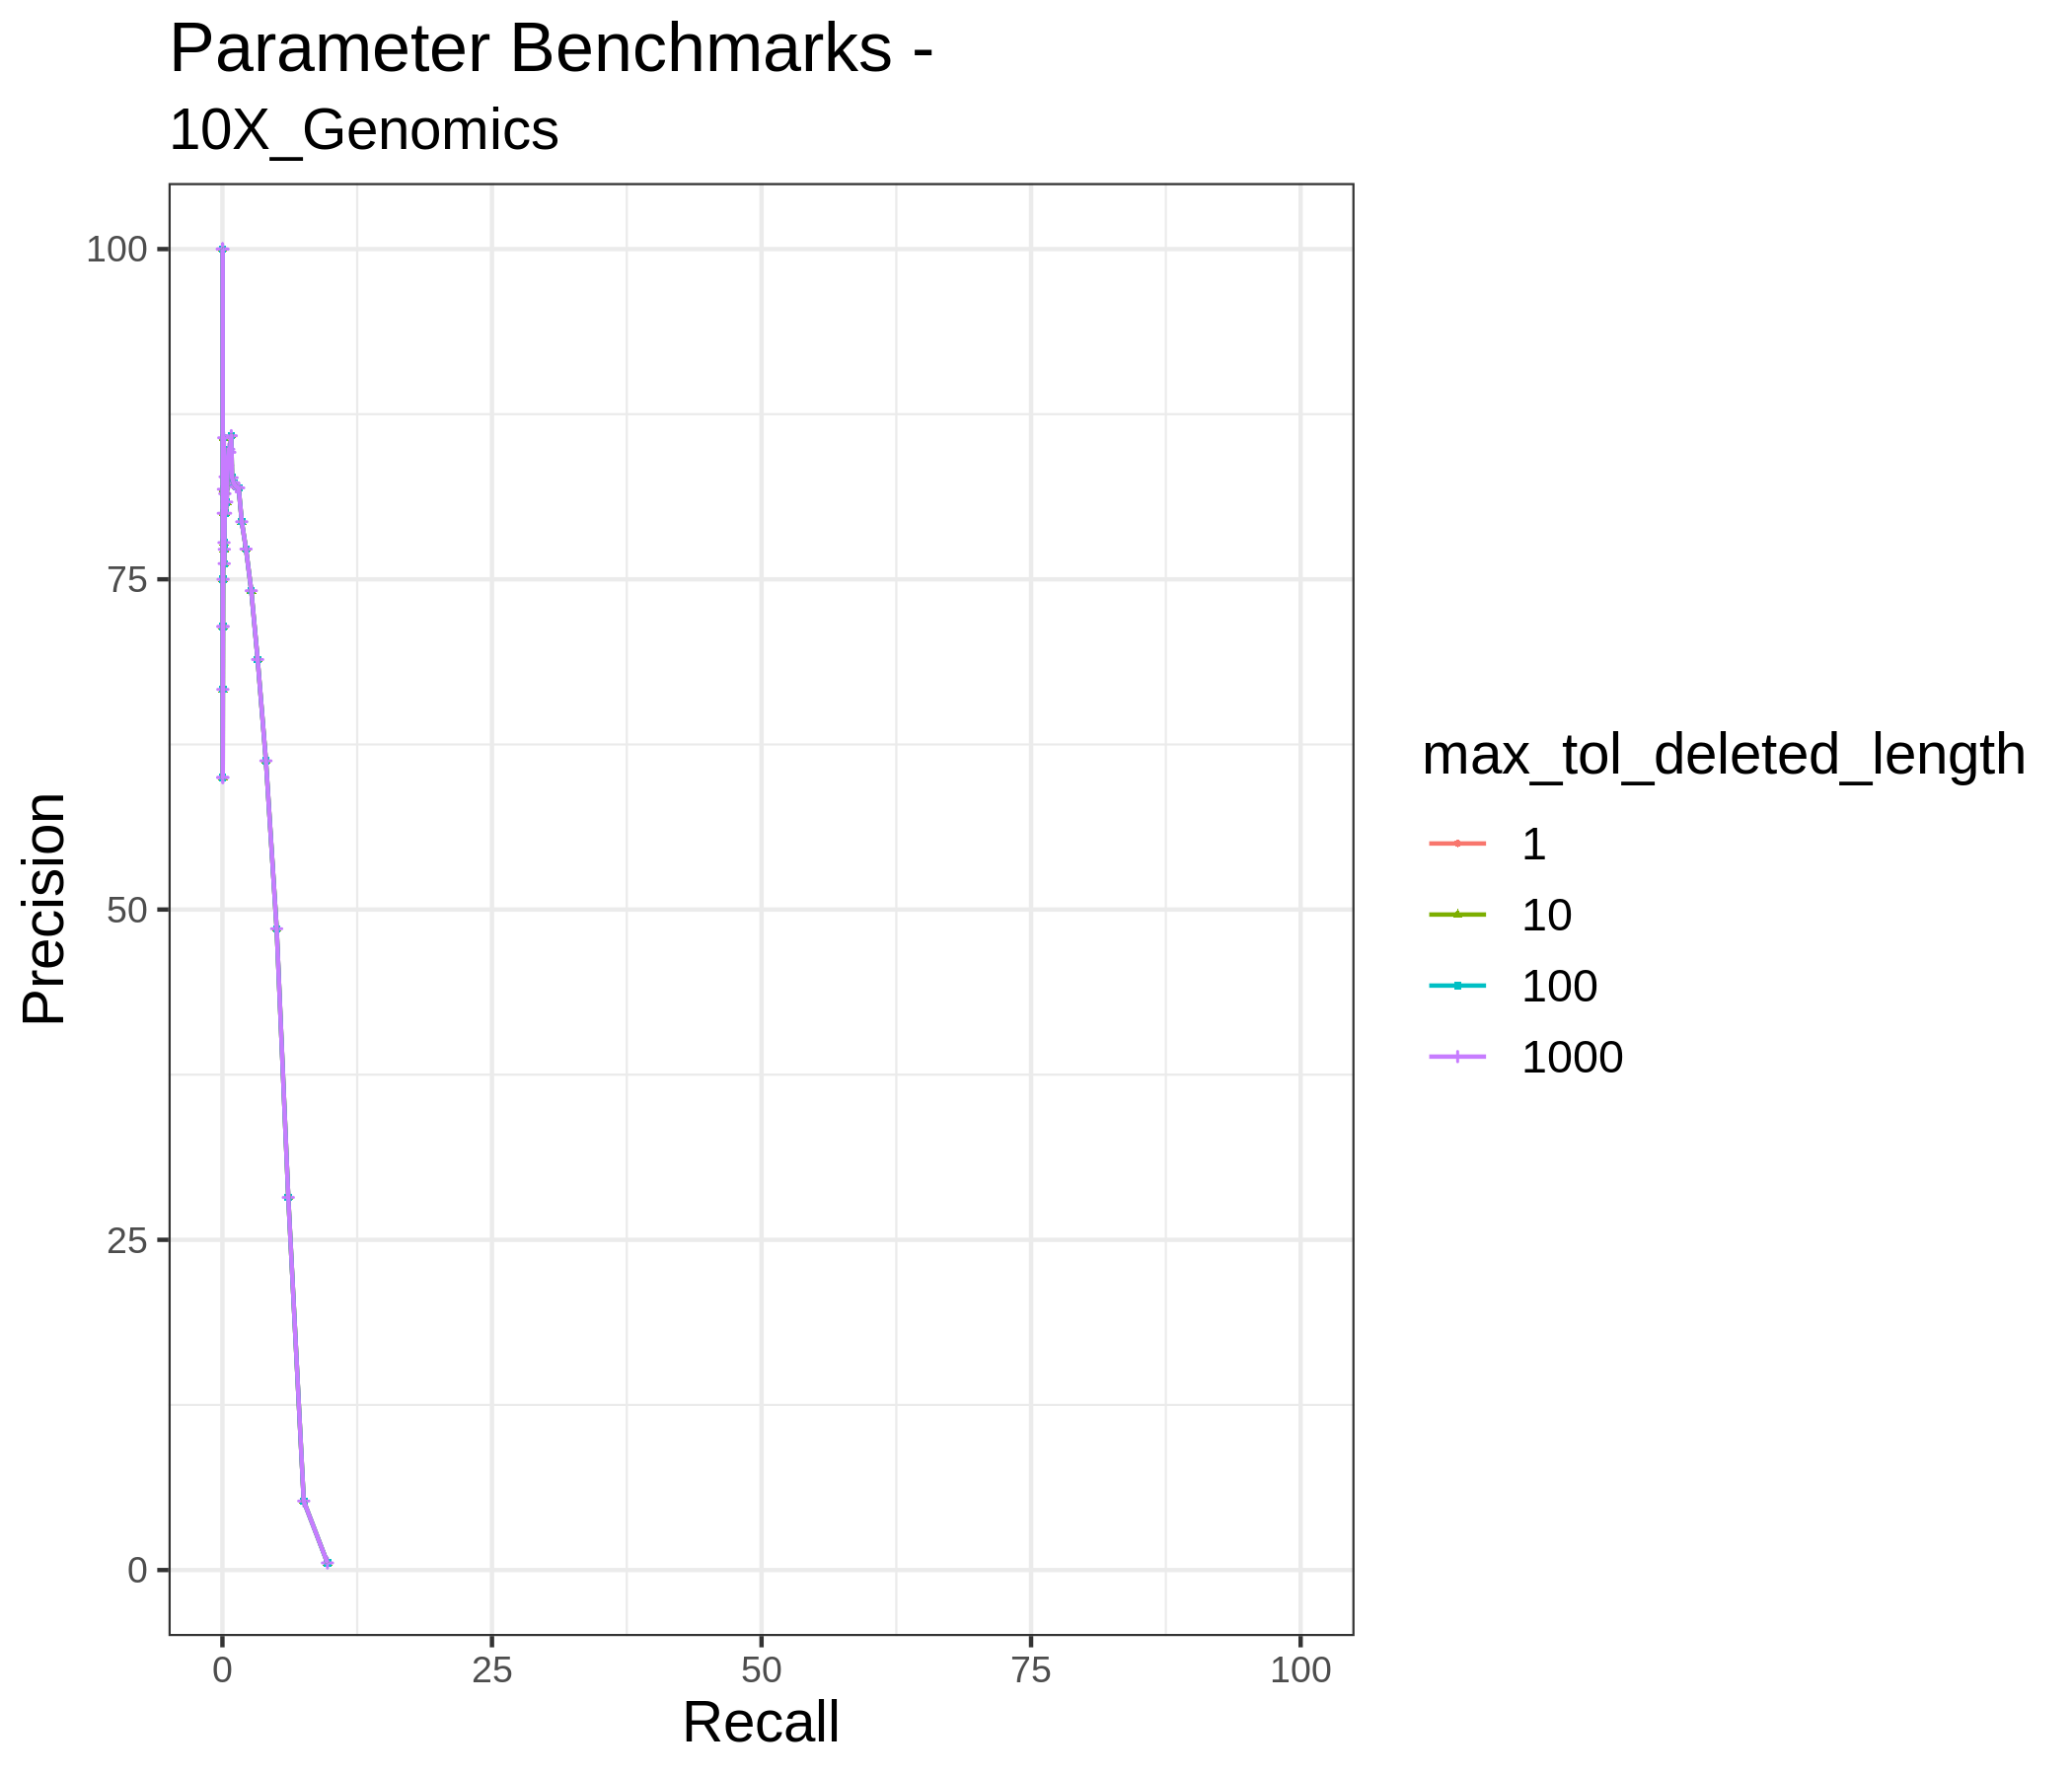 Parameter Benchmarks -
10X_Genomics
100
75
50
25
0
Precision
0 25 50 75 100
Recall
max_tol_deleted_length
1
10
100
1000